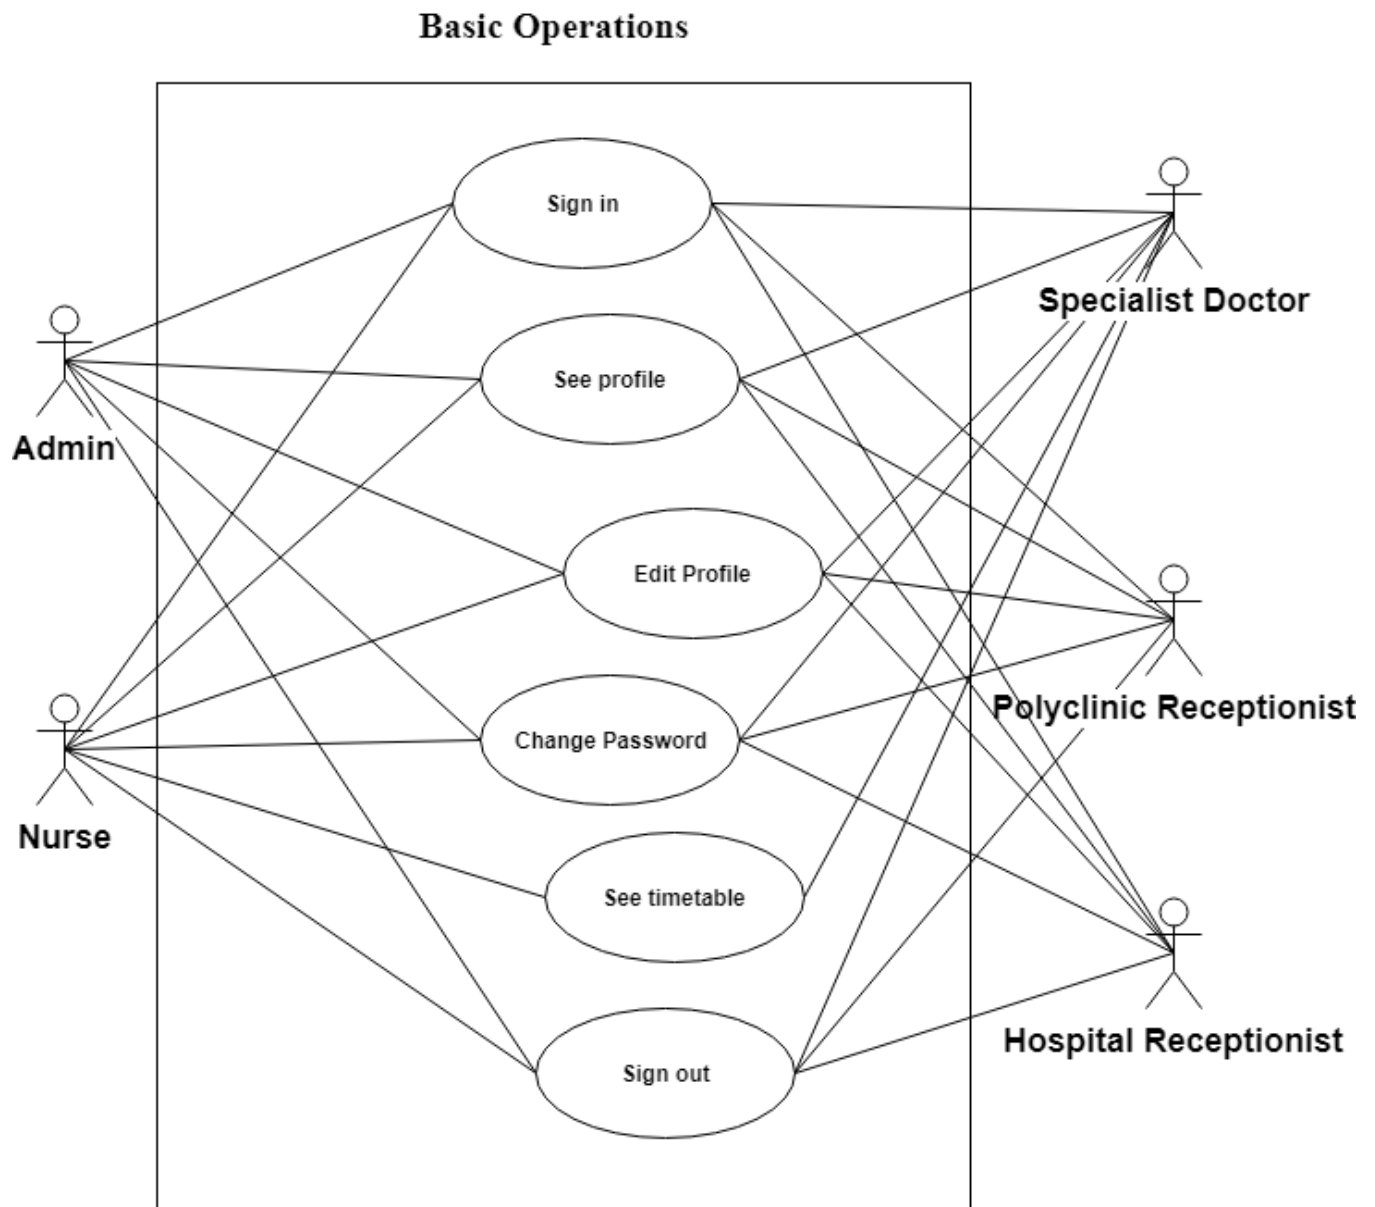 Basic Operations
Sign in
Specialist Doctor
See profile
Admin
Edit Profile
Polyclinic Receptionist
Change Password
Nurse
See timetable
Hospital Receptionist
Sign out